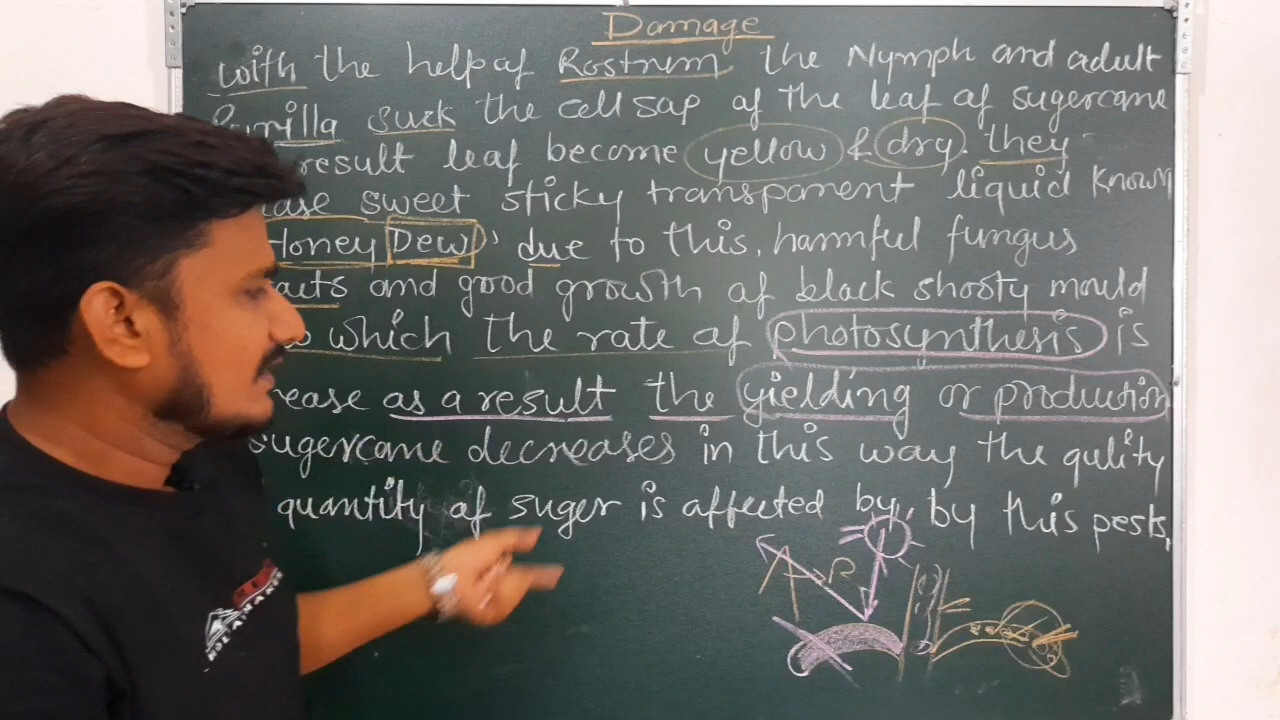 Damage
With the help of Rostrum the Nymph and adult
suck the cell sap of the leaf of sugarcane
result leaf become yellow & dry. they
sweet sticky transparent liquid known
Honey Dew' due to this, harmful fungus
and good growth of black shooty mould
which the rate of photosynthesis is
as a result the yielding or production
sugercane decreases in this way the qulity
quantity of suger is affected by by this pests,